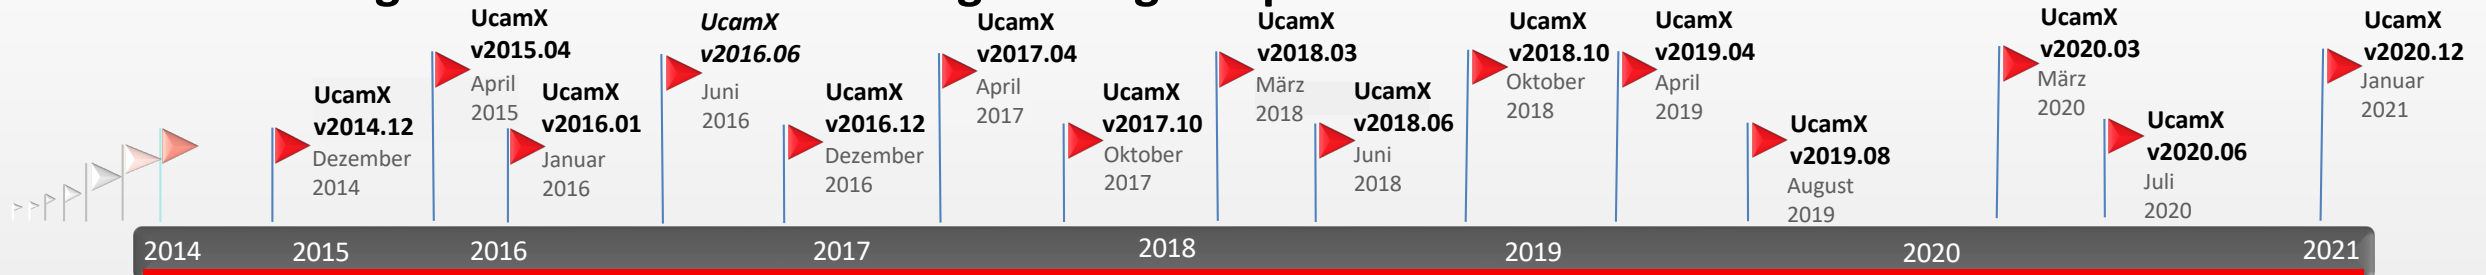 UcamX
v2014.12
Dezember
2014
UcamX
v2015.04
April
2015
UcamX
v2016.01
Januar
2016
UcamX
v2016.06
Juni
2016
UcamX
v2016.12
Dezember
2016
UcamX
v2017.04
April
2017
UcamX
v2017.10
Oktober
2017
UcamX
v2018.03
März
2018
UcamX
v2018.06
Juni
2018
UcamX
v2018.10
Oktober
2018
UcamX
v2019.04
April
2019
UcamX
v2019.08
August
2019
UcamX
v2020.03
März
2020
UcamX
v2020.06
Juli
2020
UcamX
v2020.12
Januar
2021
2014 2015 2016 2017 2018 2019 2020 2021